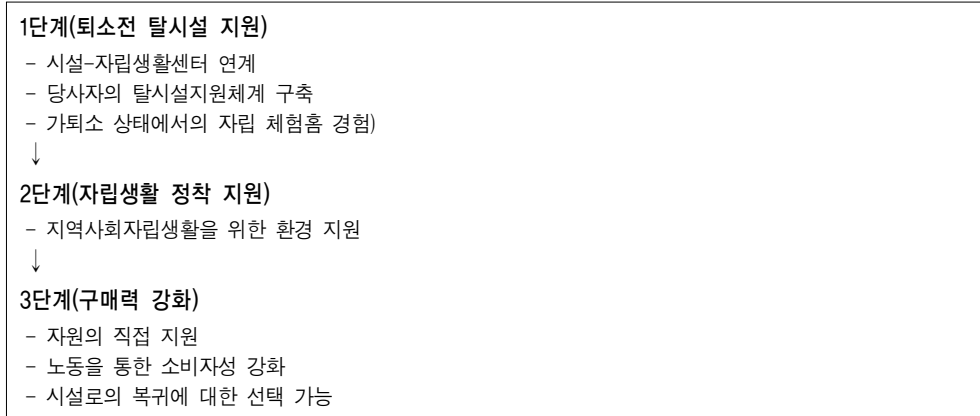 1단계(퇴소전 탈시설 지원)
- 시설-자립생활센터 연계
- 당사자의 탈시설지원체계 구축
- 가퇴소 상태에서의 자립 체험홈 경험)
↓
2단계(자립생활 정착 지원)
- 지역사회자립생활을 위한 환경 지원
↓
3단계(구매력 강화)
- 자원의 직접 지원
- 노동을 통한 소비자성 강화
- 시설로의 복귀에 대한 선택 가능